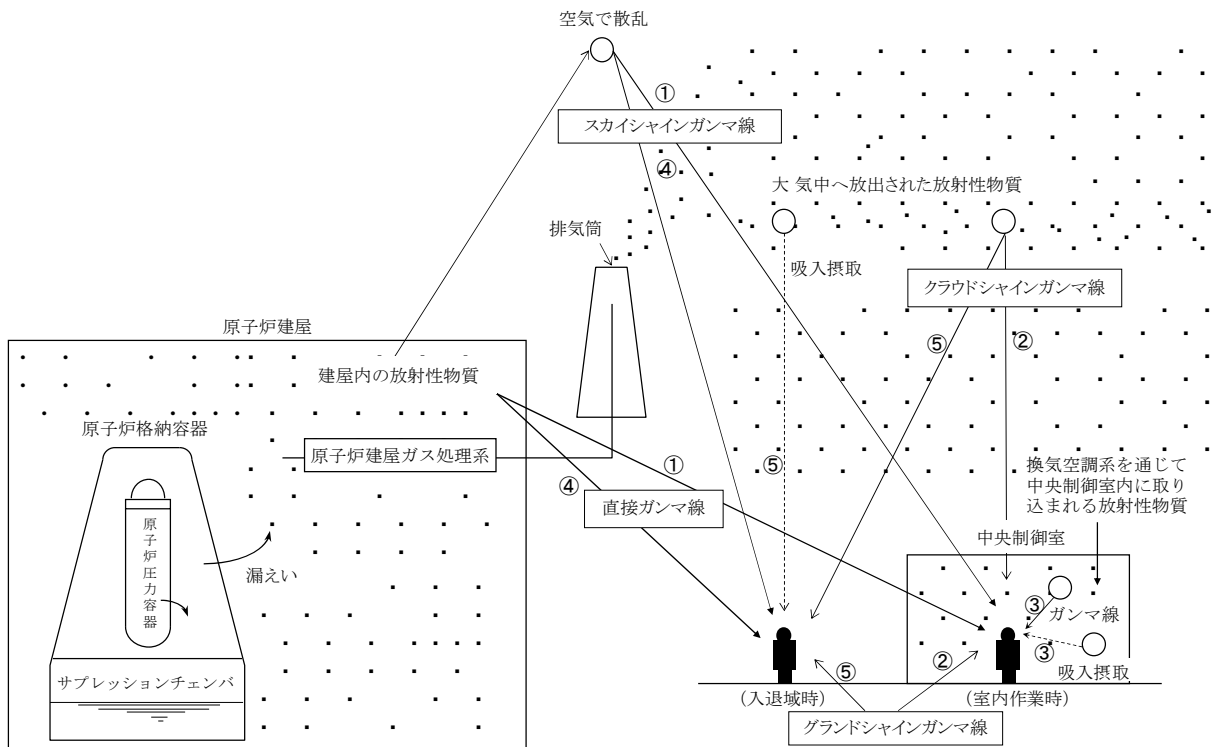 空気で散乱
①
スカイシャインガンマ線
④
大 気中へ放出された放射性物質
排気筒
吸入摂取
クラウドシャインガンマ線
原子炉建屋
⑤
②
建屋内の放射性物質
原子炉格納容器
原子炉建屋ガス処理系
⑤
①
④
直接ガンマ線
換気空調系を通じて
中央制御室内に取り
込まれる放射性物質
原子炉圧力容器
中央制御室
漏えい
③
ガンマ線
③
吸入摂取
②
⑤
サプレッションチェンバ
(入退域時)
(室内作業時)
グランドシャインガンマ線